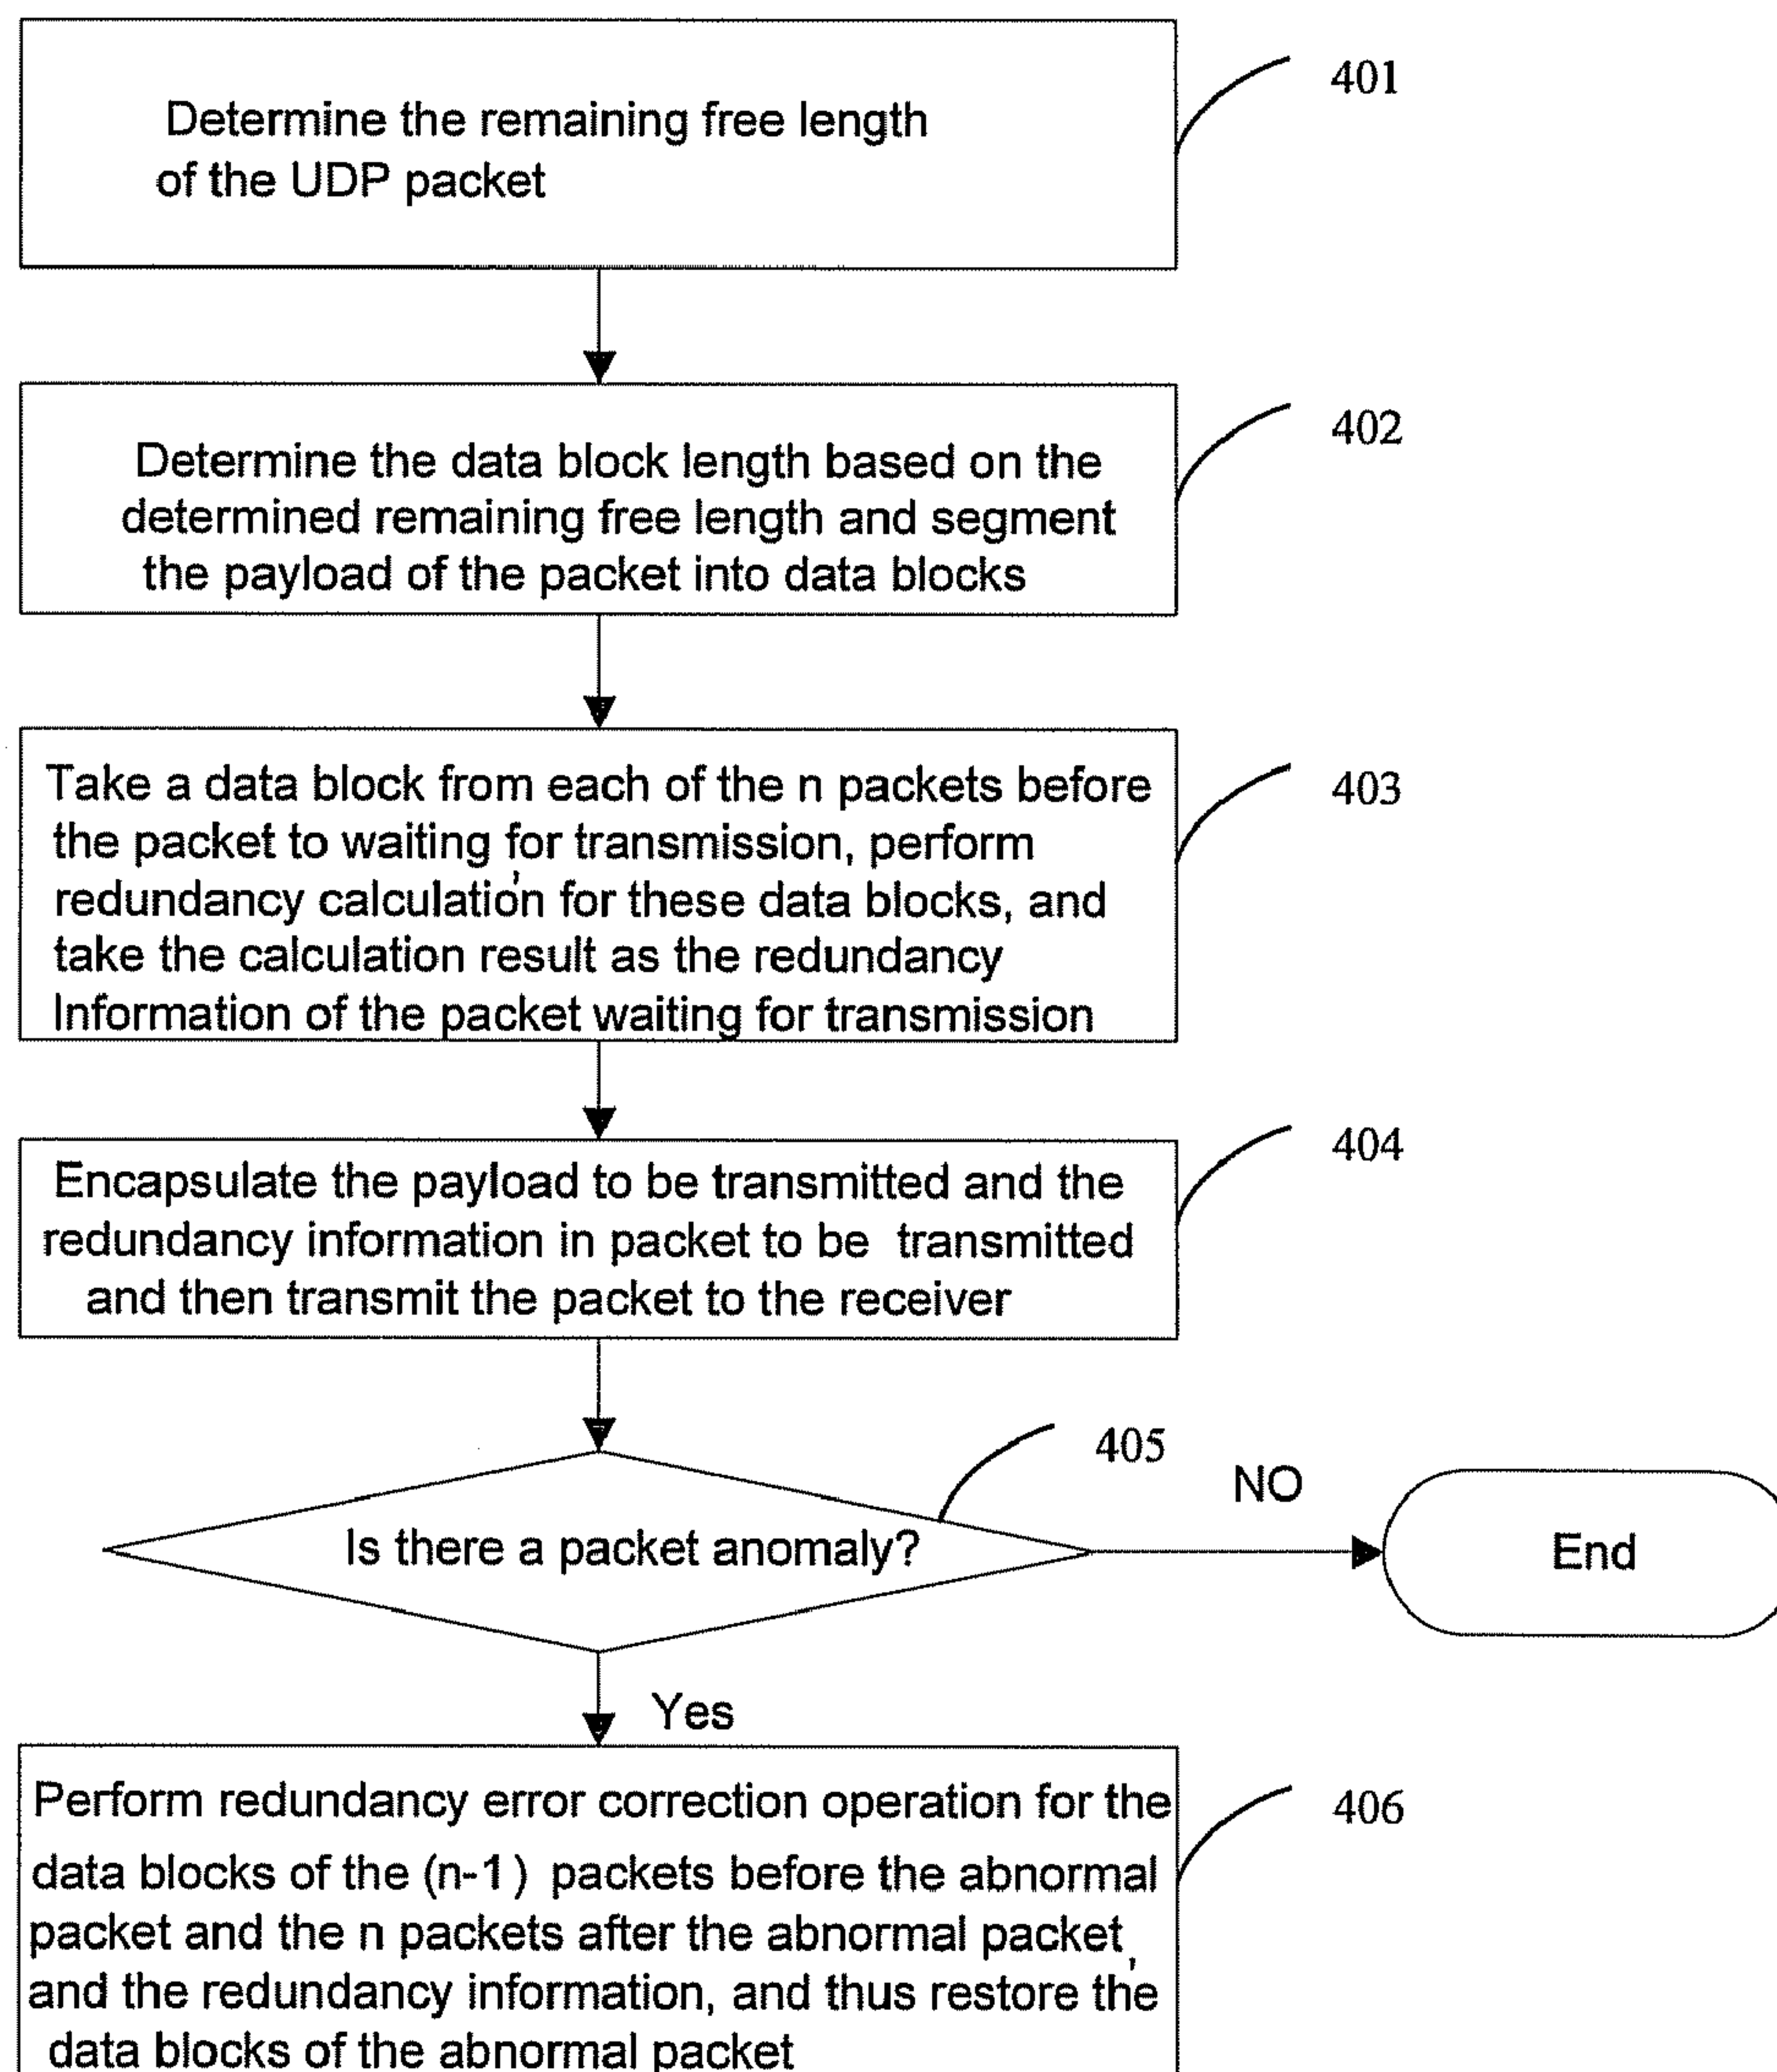 Determine the remaining free length
of the UDP packet
401
Determine the data block length based on the
determined remaining free length and segment
the payload of the packet into data blocks
402
Take a data block from each of the n packets before
the packet to waiting for transmission, perform
redundancy calculation for these data blocks, and
take the calculation result as the redundancy
Information of the packet waiting for transmission
403
Encapsulate the payload to be transmitted and the
redundancy information in packet to be transmitted
and then transmit the packet to the receiver
404
Is there a packet anomaly?
405
NO
End
Yes
Perform redundancy error correction operation for the
data blocks of the (n-1) packets before the abnormal
packet and the n packets after the abnormal packet,
and the redundancy information, and thus restore the
data blocks of the abnormal packet
406